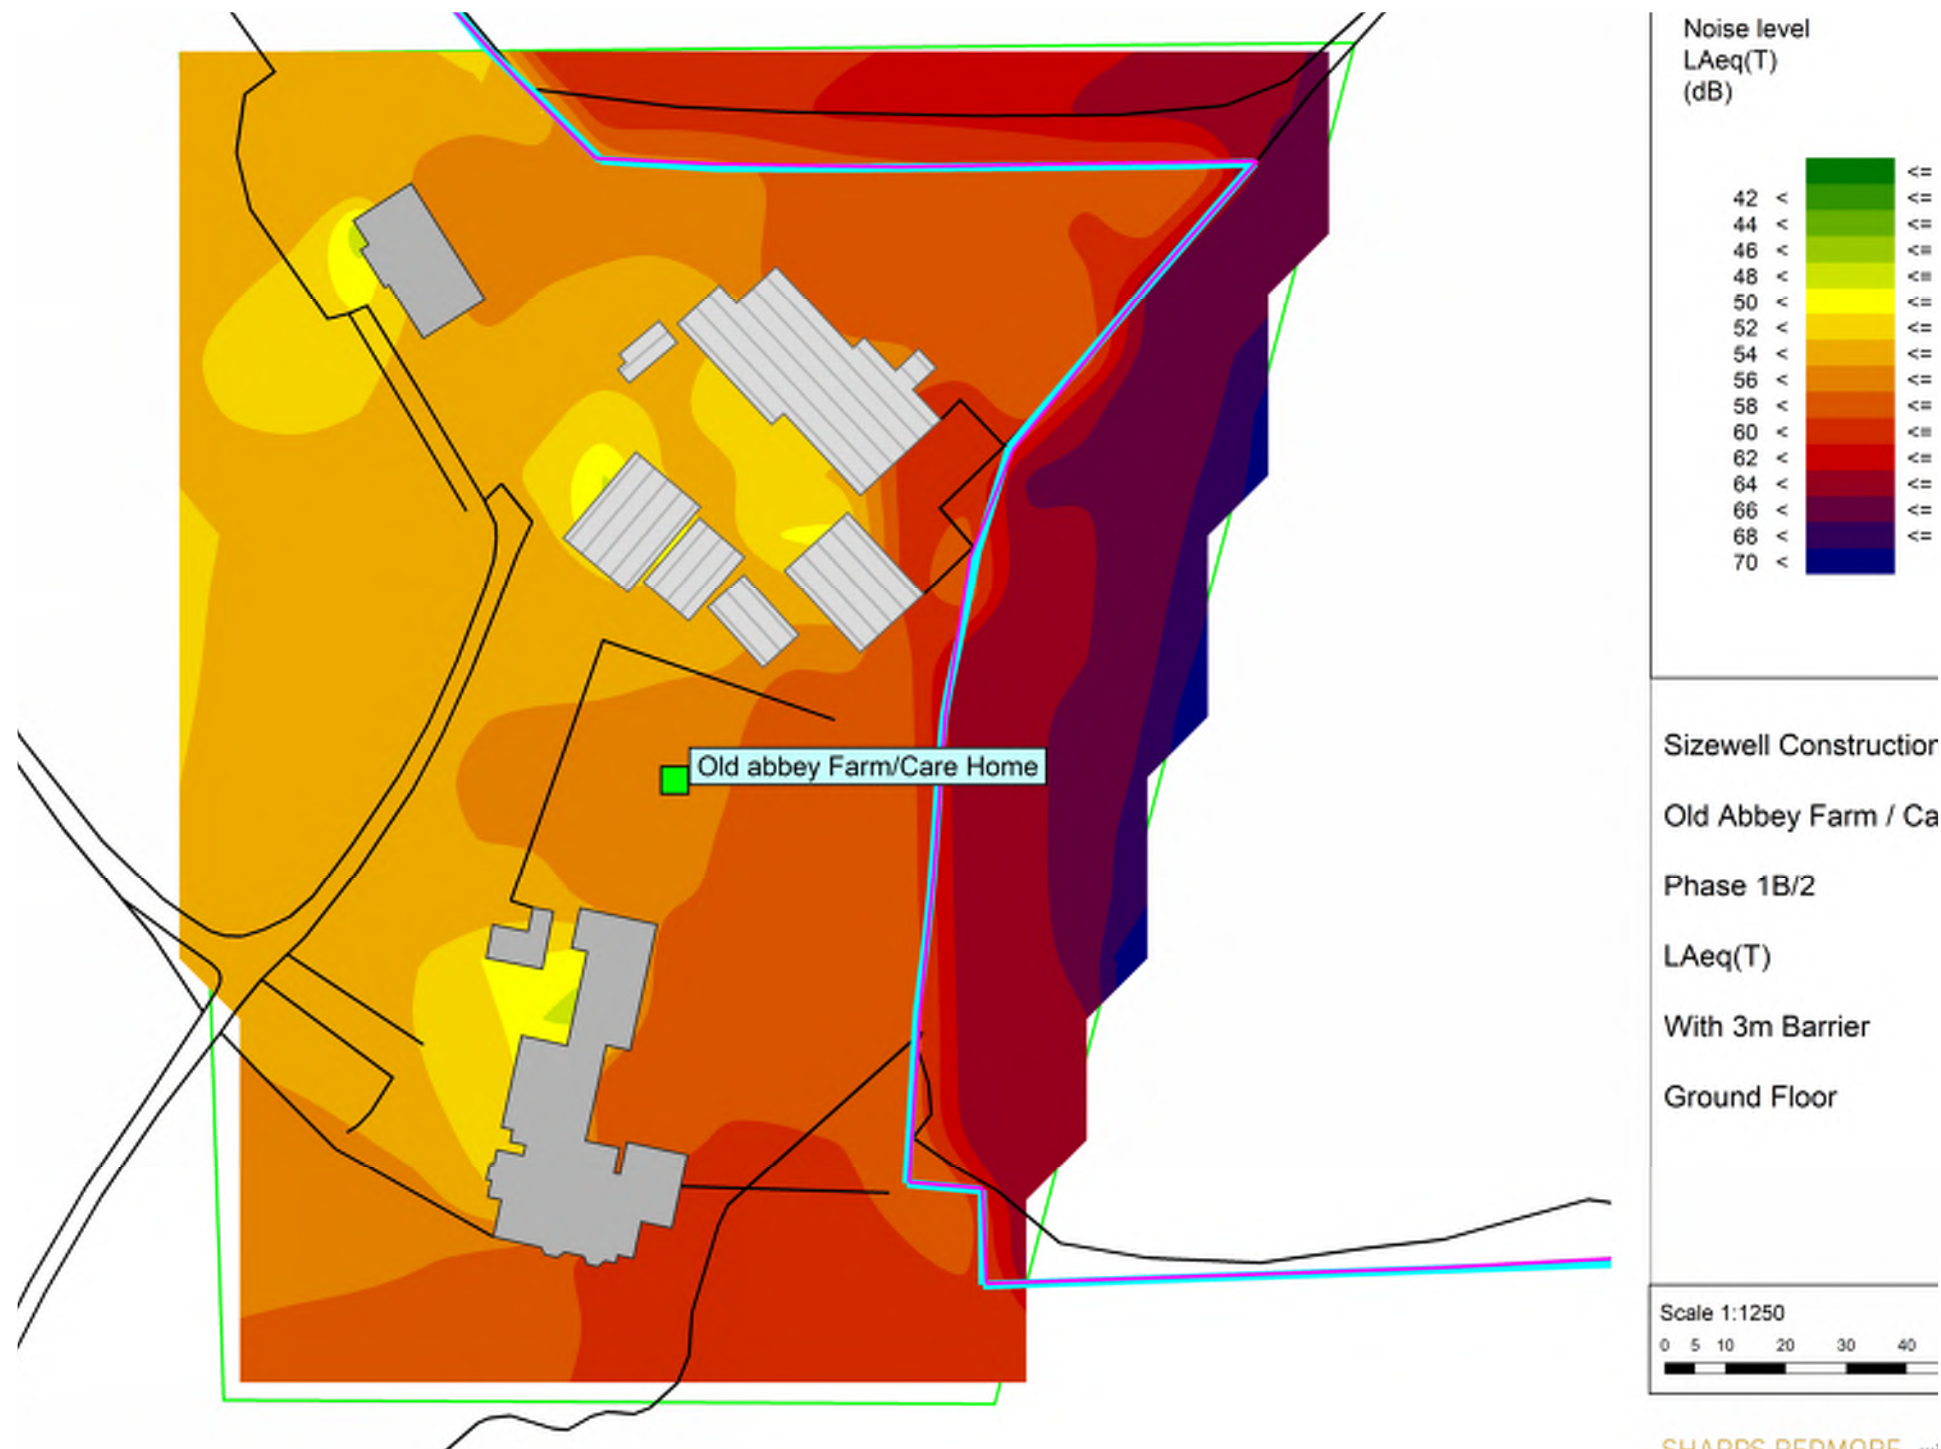 Noise level
LAeq(T)
(dB)
<=
42 < <=
44 < <=
46 < <=
48 < <=
50 < <=
52 < <=
54 < <=
56 < <=
58 < <=
60 < <=
62 < <=
64 < <=
66 < <=
68 < <=
70 <
Old abbey Farm/Care Home
Sizewell Construction
Old Abbey Farm / Ca
Phase 1B/2
LAeq(T)
With 3m Barrier
Ground Floor
Scale 1:1250
0 5 10 20 30 40
SHARPS REDMORE